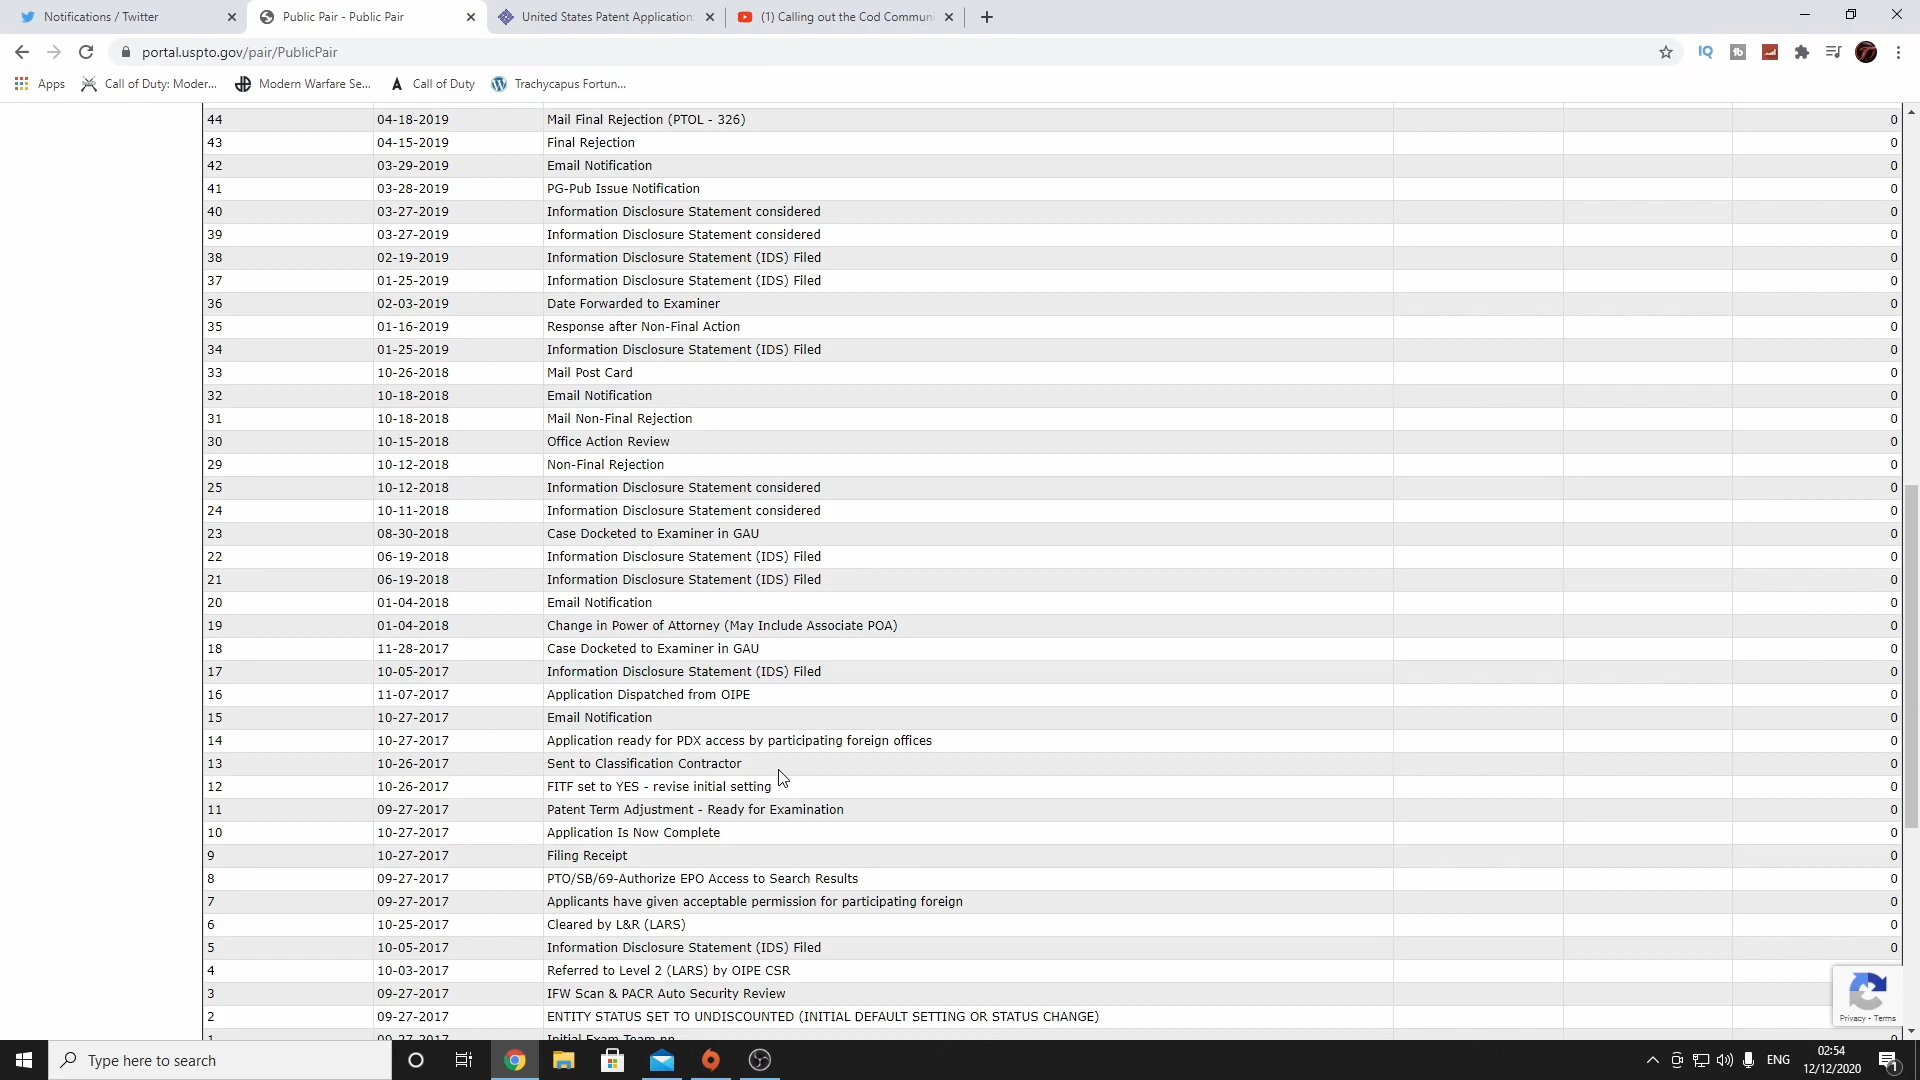 Notifications / Twitter
Public Pair - Public Pair
United States Patent Application:
(1) Calling out the Cod Commun
portal.uspto.gov/pair/PublicPair
Apps
Call of Duty: Moder...
Modern Warfare Se...
Call of Duty
Trachycapus Fortun...
44 04-18-2019 Mail Final Rejection (PTOL - 326) 0
43 04-15-2019 Final Rejection 0
42 03-29-2019 Email Notification 0
41 03-28-2019 PG-Pub Issue Notification 0
40 03-27-2019 Information Disclosure Statement considered 0
39 03-27-2019 Information Disclosure Statement considered 0
38 02-19-2019 Information Disclosure Statement (IDS) Filed 0
37 01-25-2019 Information Disclosure Statement (IDS) Filed 0
36 02-03-2019 Date Forwarded to Examiner 0
35 01-16-2019 Response after Non-Final Action 0
34 01-25-2019 Information Disclosure Statement (IDS) Filed 0
33 10-26-2018 Mail Post Card 0
32 10-18-2018 Email Notification 0
31 10-18-2018 Mail Non-Final Rejection 0
30 10-15-2018 Office Action Review 0
29 10-12-2018 Non-Final Rejection 0
25 10-12-2018 Information Disclosure Statement considered 0
24 10-11-2018 Information Disclosure Statement considered 0
23 08-30-2018 Case Docketed to Examiner in GAU 0
22 06-19-2018 Information Disclosure Statement (IDS) Filed 0
21 06-19-2018 Information Disclosure Statement (IDS) Filed 0
20 01-04-2018 Email Notification 0
19 01-04-2018 Change in Power of Attorney (May Include Associate POA) 0
18 11-28-2017 Case Docketed to Examiner in GAU 0
17 10-05-2017 Information Disclosure Statement (IDS) Filed 0
16 11-07-2017 Application Dispatched from OIPE 0
15 10-27-2017 Email Notification 0
14 10-27-2017 Application ready for PDX access by participating foreign offices 0
13 10-26-2017 Sent to Classification Contractor 0
12 10-26-2017 FITF set to YES - revise initial setting 0
11 09-27-2017 Patent Term Adjustment - Ready for Examination 0
10 10-27-2017 Application Is Now Complete 0
9 10-27-2017 Filing Receipt 0
8 09-27-2017 PTO/SB/69-Authorize EPO Access to Search Results 0
7 09-27-2017 Applicants have given acceptable permission for participating foreign 0
6 10-25-2017 Cleared by L&R (LARS) 0
5 10-05-2017 Information Disclosure Statement (IDS) Filed 0
4 10-03-2017 Referred to Level 2 (LARS) by OIPE CSR
3 09-27-2017 IFW Scan & PACR Auto Security Review
2 09-27-2017 ENTITY STATUS SET TO UNDISCOUNTED (INITIAL DEFAULT SETTING OR STATUS CHANGE)
1 09-27-2017 Initial Exam Team nn
Privacy - Terms
Type here to search
ENG
02:54
12/12/2020
1